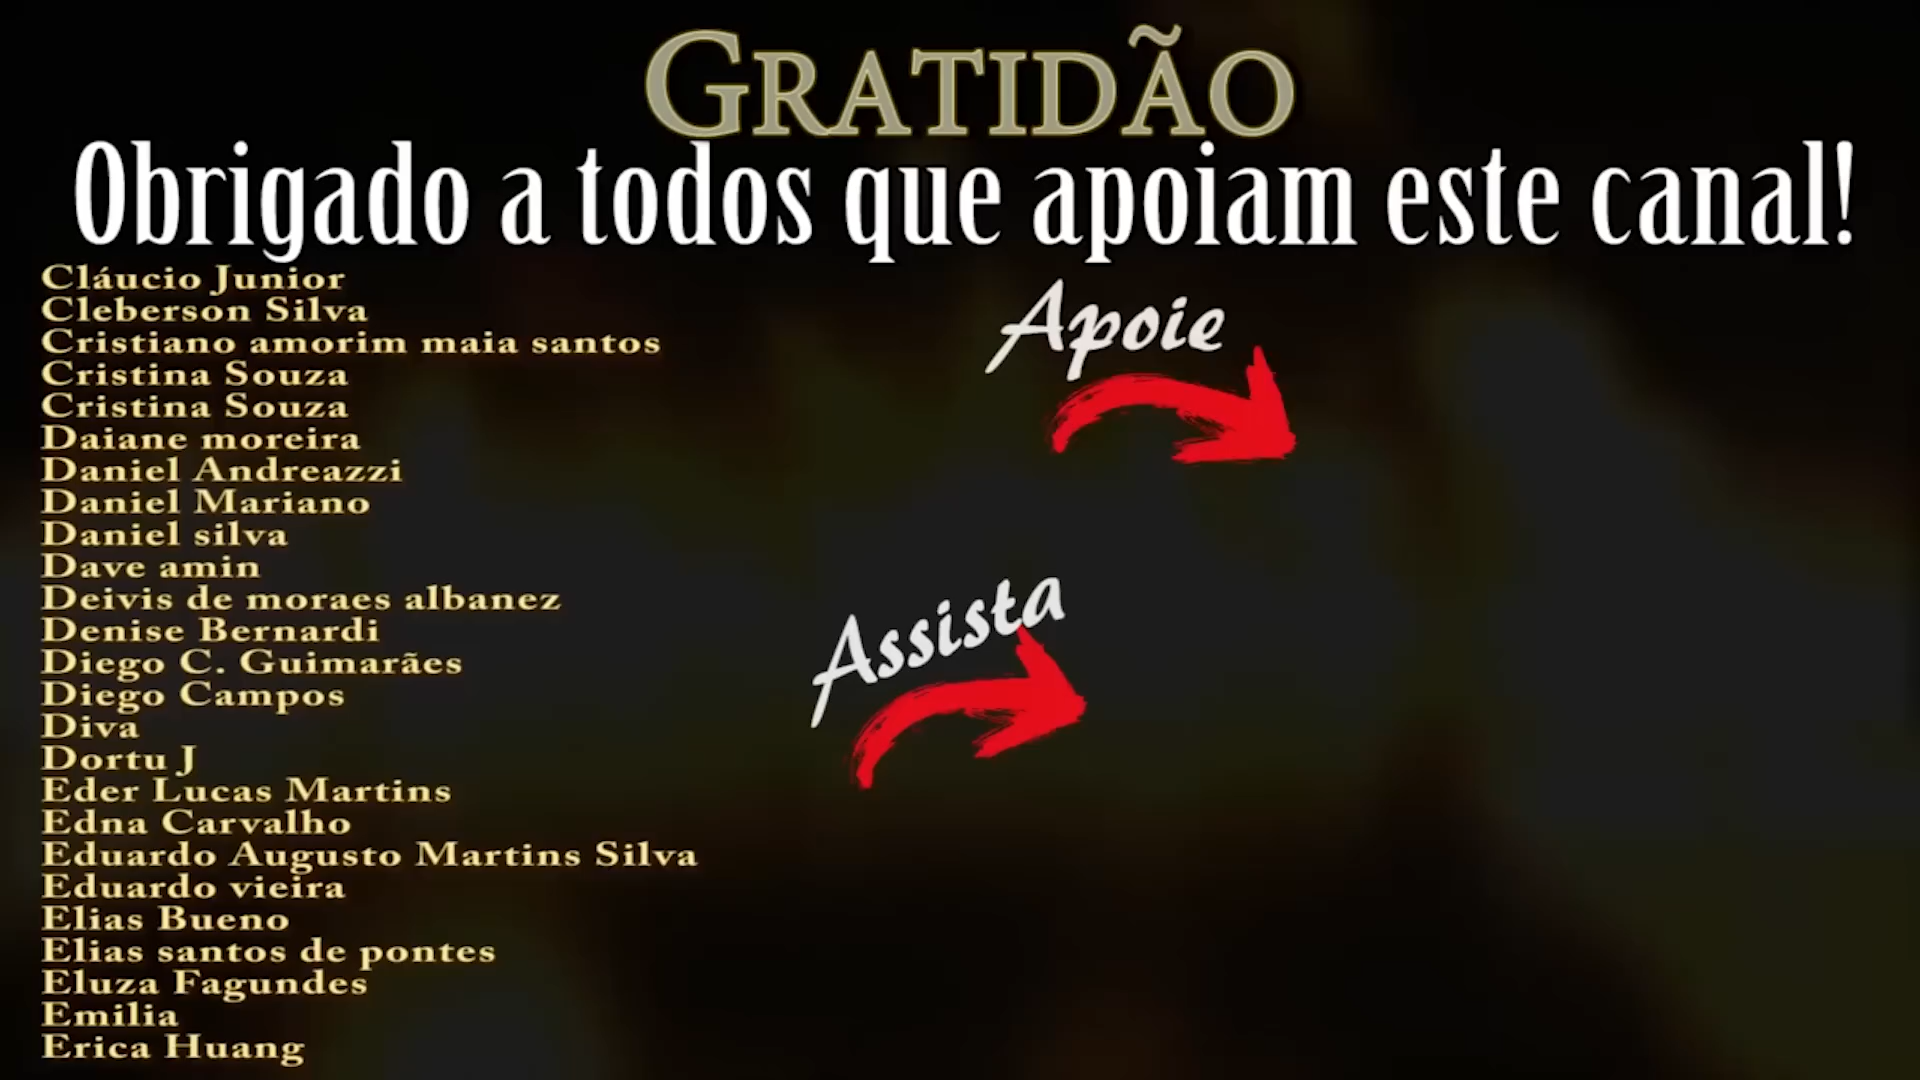 GRATIDÃO
Obrigado a todos que apoiam este canal!
Cláucio Junior
Cleberson Silva
Cristiano amorim maia santos
Cristina Souza
Cristina Souza
Daiane moreira
Daniel Andreazzi
Daniel Mariano
Daniel silva
Dave amin
Deivis de moraes albanez
Denise Bernardi
Diego C. Guimarães
Diego Campos
Diva
Dortu J
Eder Lucas Martins
Edna Carvalho
Eduardo Augusto Martins Silva
Eduardo vieira
Elias Bueno
Elias santos de pontes
Eluza Fagundes
Emilia
Erica Huang
Apoie
Assista